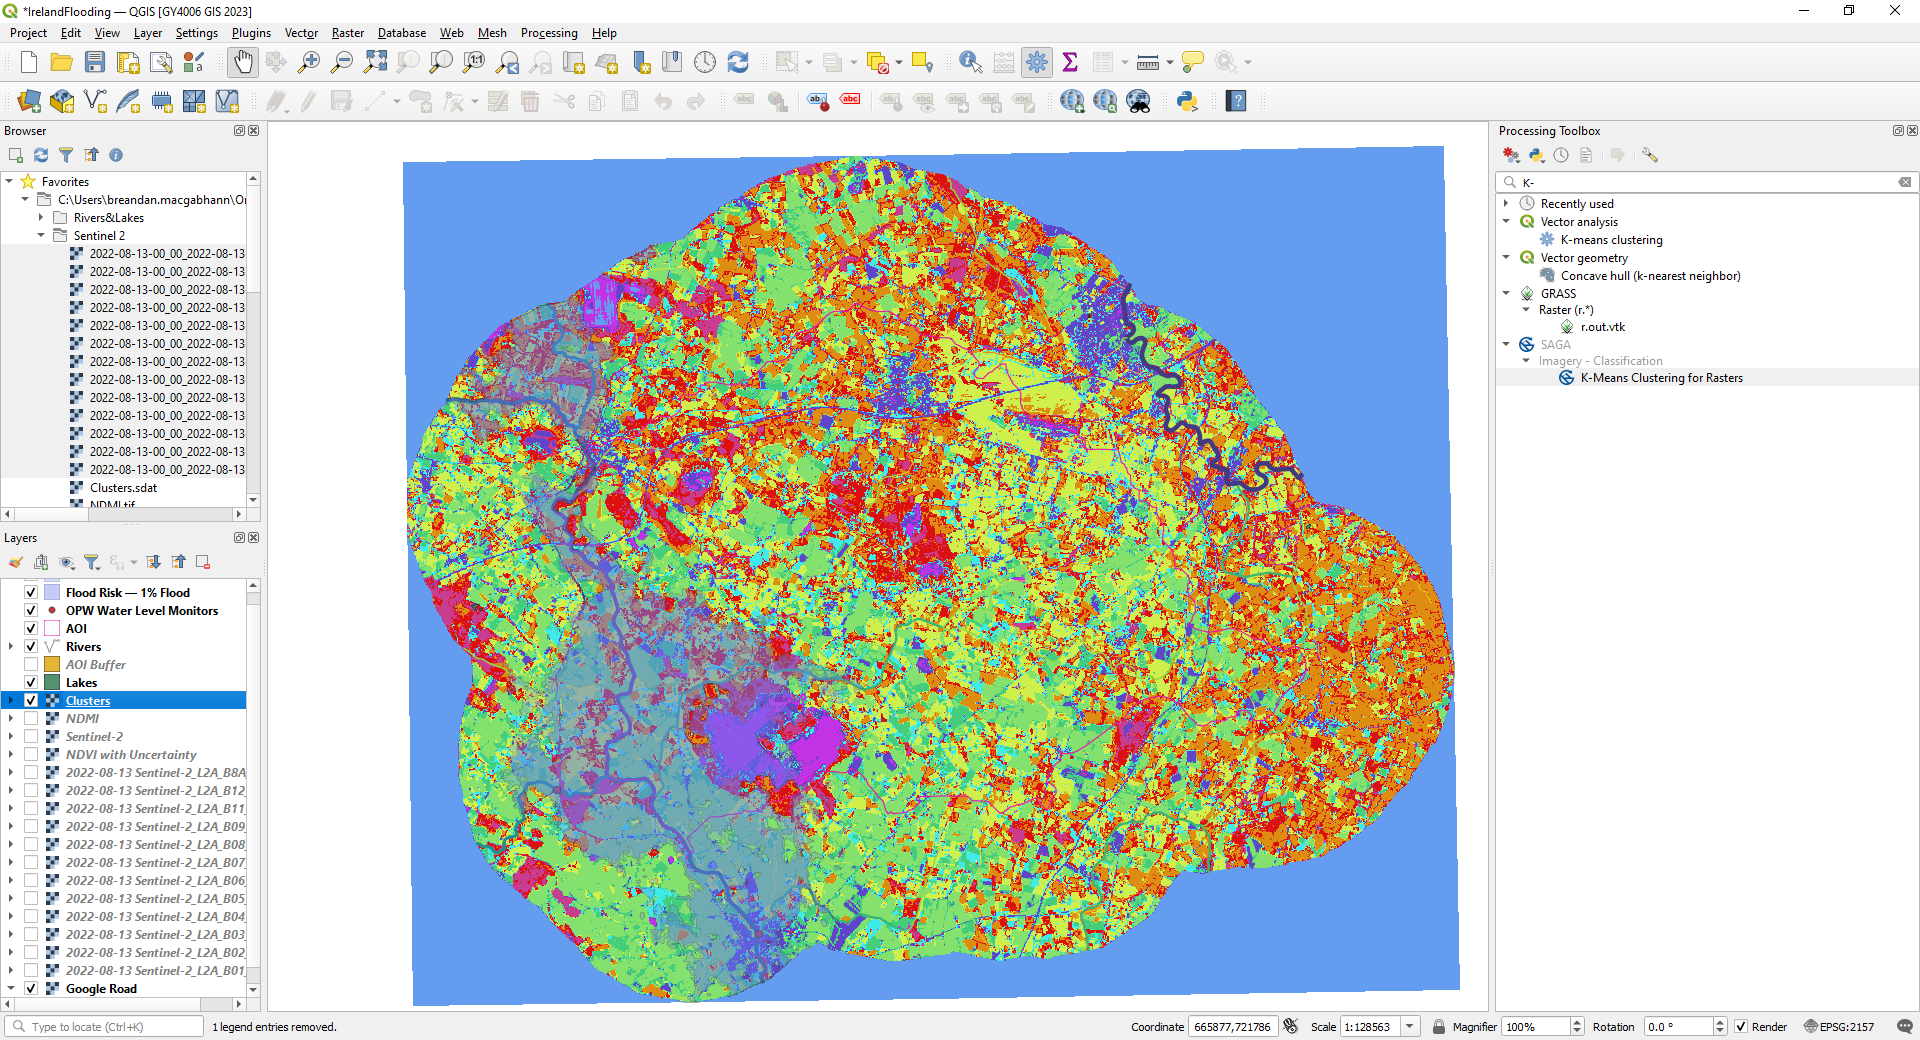 *IrelandFlooding — QGIS [GY4006 GIS 2023]
Project Edit View Layer Settings Plugins Vector Raster Database Web Mesh Processing Help
Browser
Favorites
C:\Users\breandan.macgabhann\Or
Rivers&Lakes
Sentinel 2
2022-08-13-00_00_2022-08-13
2022-08-13-00_00_2022-08-13
2022-08-13-00_00_2022-08-13
2022-08-13-00_00_2022-08-13
2022-08-13-00_00_2022-08-13
2022-08-13-00_00_2022-08-13
2022-08-13-00_00_2022-08-13
2022-08-13-00_00_2022-08-13
2022-08-13-00_00_2022-08-13
2022-08-13-00_00_2022-08-13
2022-08-13-00_00_2022-08-13
2022-08-13-00_00_2022-08-13
2022-08-13-00_00_2022-08-13
Clusters.sdat
NDMI.tif
Layers
Flood Risk — 1% Flood
OPW Water Level Monitors
AOI
Rivers
AOI Buffer
Lakes
Clusters
NDMI
Sentinel-2
NDVI with Uncertainty
2022-08-13 Sentinel-2_L2A_B8A
2022-08-13 Sentinel-2_L2A_B12
2022-08-13 Sentinel-2_L2A_B11
2022-08-13 Sentinel-2_L2A_B09
2022-08-13 Sentinel-2_L2A_B08
2022-08-13 Sentinel-2_L2A_B07
2022-08-13 Sentinel-2_L2A_B06
2022-08-13 Sentinel-2_L2A_B05
2022-08-13 Sentinel-2_L2A_B04
2022-08-13 Sentinel-2_L2A_B03
2022-08-13 Sentinel-2_L2A_B02
2022-08-13 Sentinel-2_L2A_B01
Google Road
Processing Toolbox
K-
Recently used
Vector analysis
K-means clustering
Vector geometry
Concave hull (k-nearest neighbor)
GRASS
Raster (r.*)
r.out.vtk
SAGA
Imagery - Classification
K-Means Clustering for Rasters
Type to locate (Ctrl+K) 1 legend entries removed. Coordinate 665877,721786 Scale 1:128563 Magnifier 100% Rotation 0.0 ° Render EPSG:2157